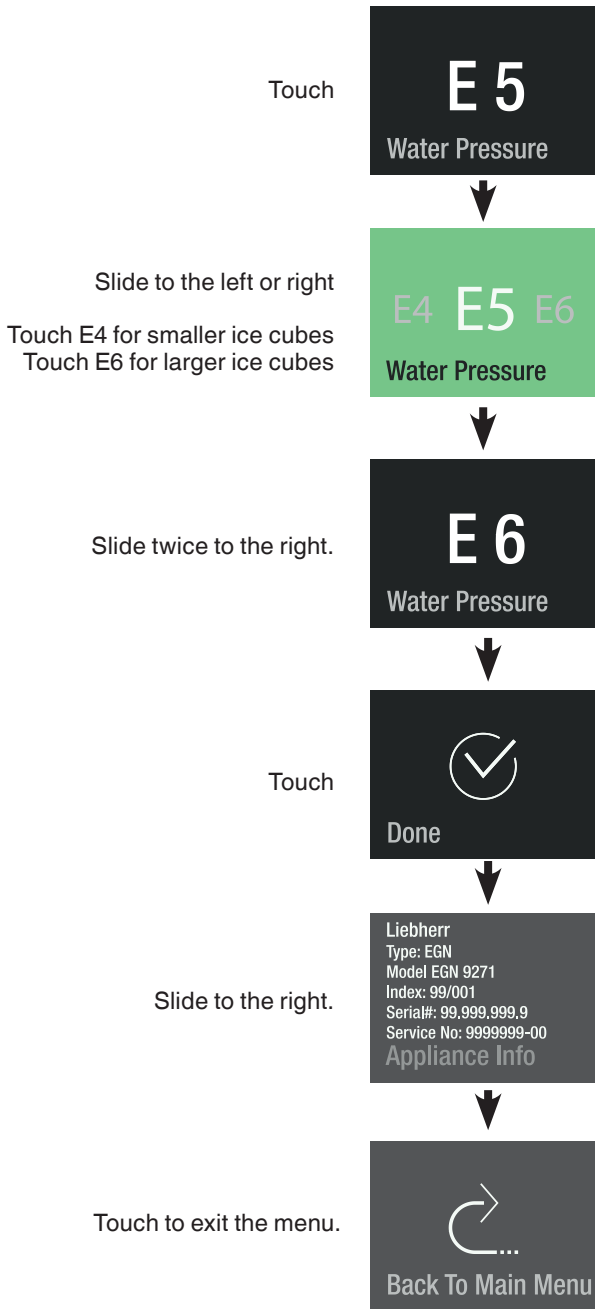 Touch
E 5
Water Pressure
Slide to the left or right
Touch E4 for smaller ice cubes
Touch E6 for larger ice cubes
E4 E5 E6
Water Pressure
Slide twice to the right.
E 6
Water Pressure
Touch
Done
Slide to the right.
Liebherr
Type: EGN
Model EGN 9271
Index: 99/001
Serial#: 99.999.999.9
Service No: 9999999-00
Appliance Info
Touch to exit the menu.
Back To Main Menu